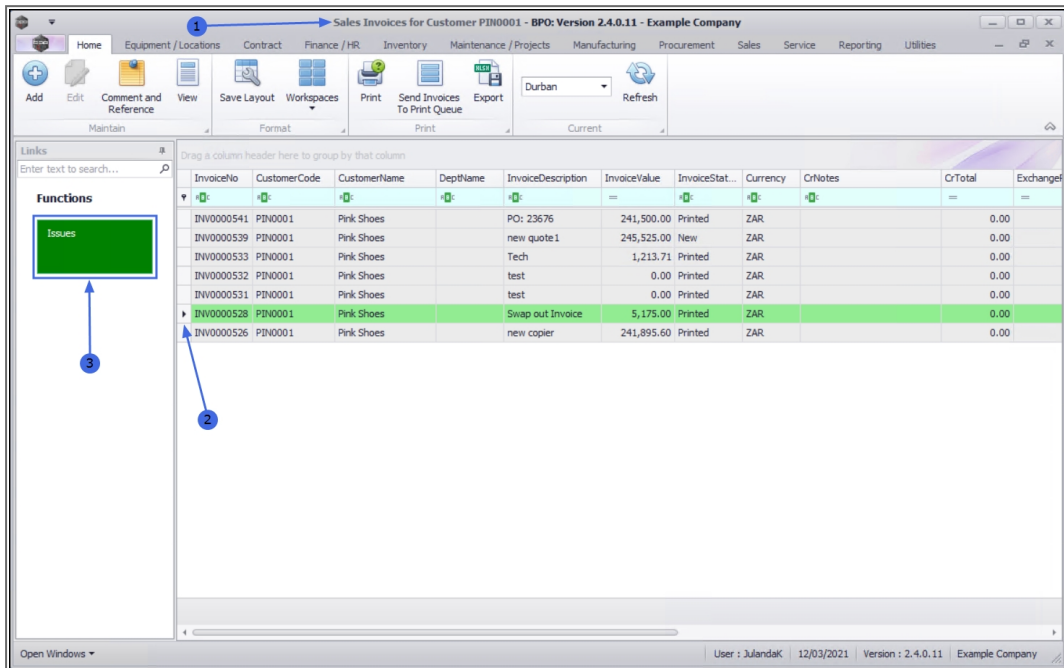 1
Sales Invoices for Customer PIN0001 - BPO: Version 2.4.0.11 - Example Company
Home Equipment / Locations Contract Finance / HR Inventory Maintenance / Projects Manufacturing Procurement Sales Service Reporting Utilities
Add Edit Comment and Reference View Save Layout Workspaces Print Send Invoices To Print Queue Export Durban Refresh
Maintain Format Print Current
Links
Enter text to search...
Functions
Issues
3
Drag a column header here to group by that column
InvoiceNo CustomerCode CustomerName DeptName InvoiceDescription InvoiceValue InvoiceStat... Currency CrNotes CrTotal ExchangeR
INV0000541 PIN0001 Pink Shoes PO: 23676 241,500.00 Printed ZAR 0.00
INV0000539 PIN0001 Pink Shoes new quote1 245,525.00 New ZAR 0.00
INV0000533 PIN0001 Pink Shoes Tech 1,213.71 Printed ZAR 0.00
INV0000532 PIN0001 Pink Shoes test 0.00 Printed ZAR 0.00
INV0000531 PIN0001 Pink Shoes test 0.00 Printed ZAR 0.00
INV0000528 PIN0001 Pink Shoes Swap out Invoice 5,175.00 Printed ZAR 0.00
INV0000526 PIN0001 Pink Shoes new copier 241,895.60 Printed ZAR 0.00
2
Open Windows User : JulandaK 12/03/2021 Version : 2.4.0.11 Example Company